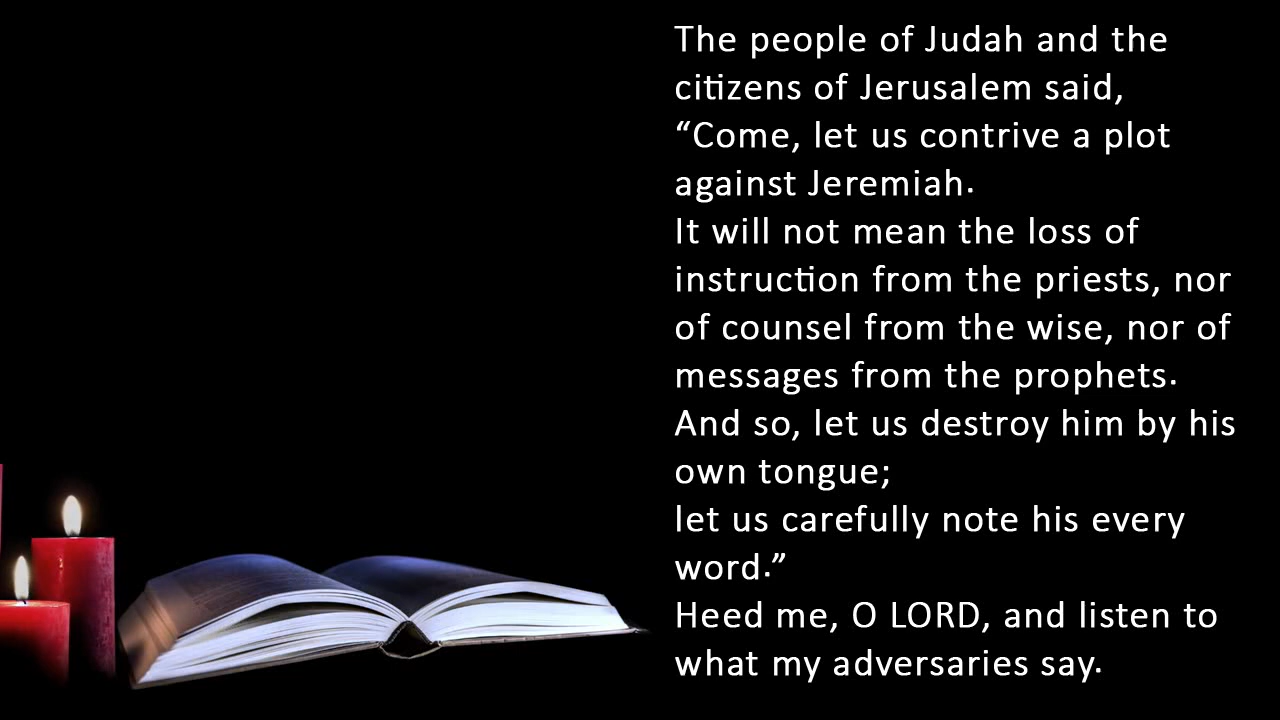 The people of Judah and the
citizens of Jerusalem said,
“Come, let us contrive a plot
against Jeremiah.
It will not mean the loss of
instruction from the priests, nor
of counsel from the wise, nor of
messages from the prophets.
And so, let us destroy him by his
own tongue;
let us carefully note his every
word.”
Heed me, O LORD, and listen to
what my adversaries say.